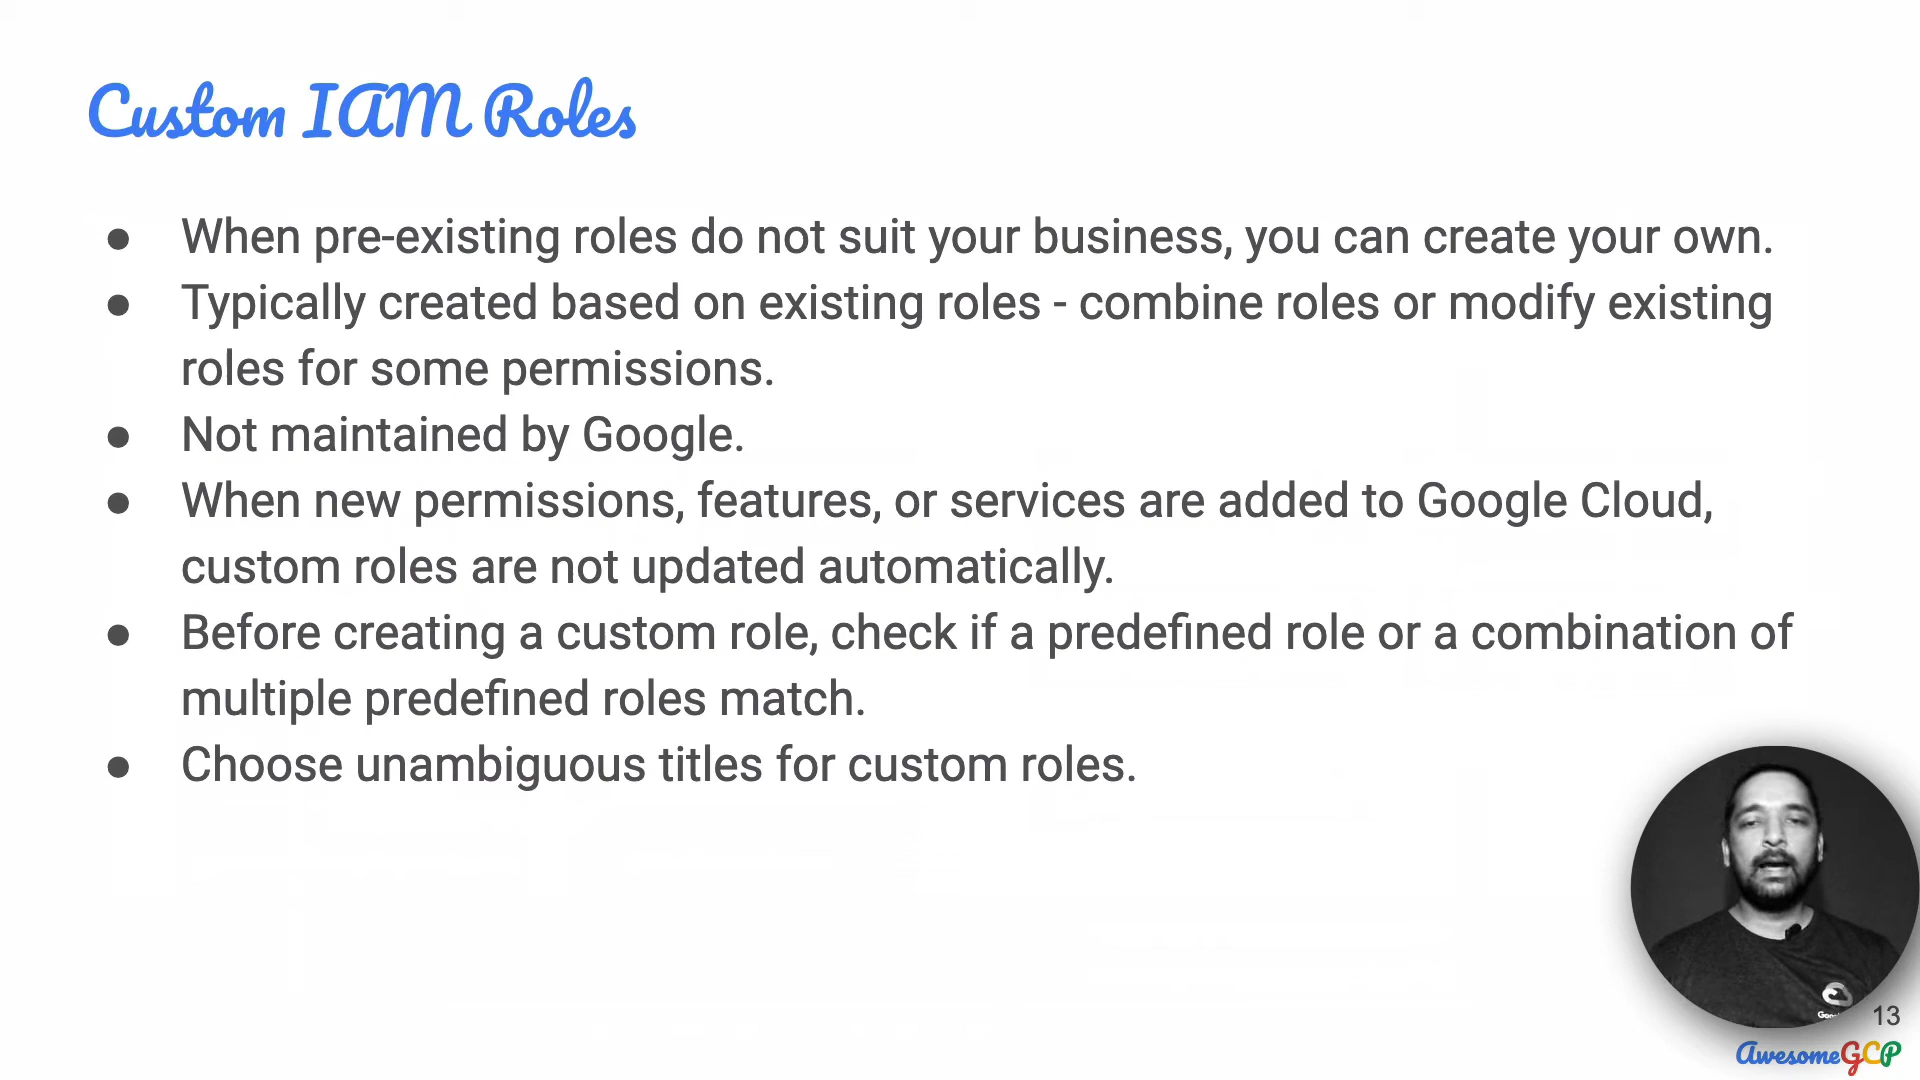 Custom IAM Roles
● When pre-existing roles do not suit your business, you can create your own.
● Typically created based on existing roles - combine roles or modify existing
roles for some permissions.
● Not maintained by Google.
● When new permissions, features, or services are added to Google Cloud,
custom roles are not updated automatically.
● Before creating a custom role, check if a predefined role or a combination of
multiple predefined roles match.
● Choose unambiguous titles for custom roles.
13
AwesomeGCP